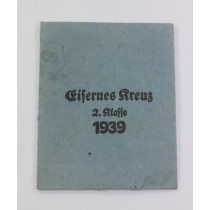 Eisernes Kreuz
2. Klasse
1939